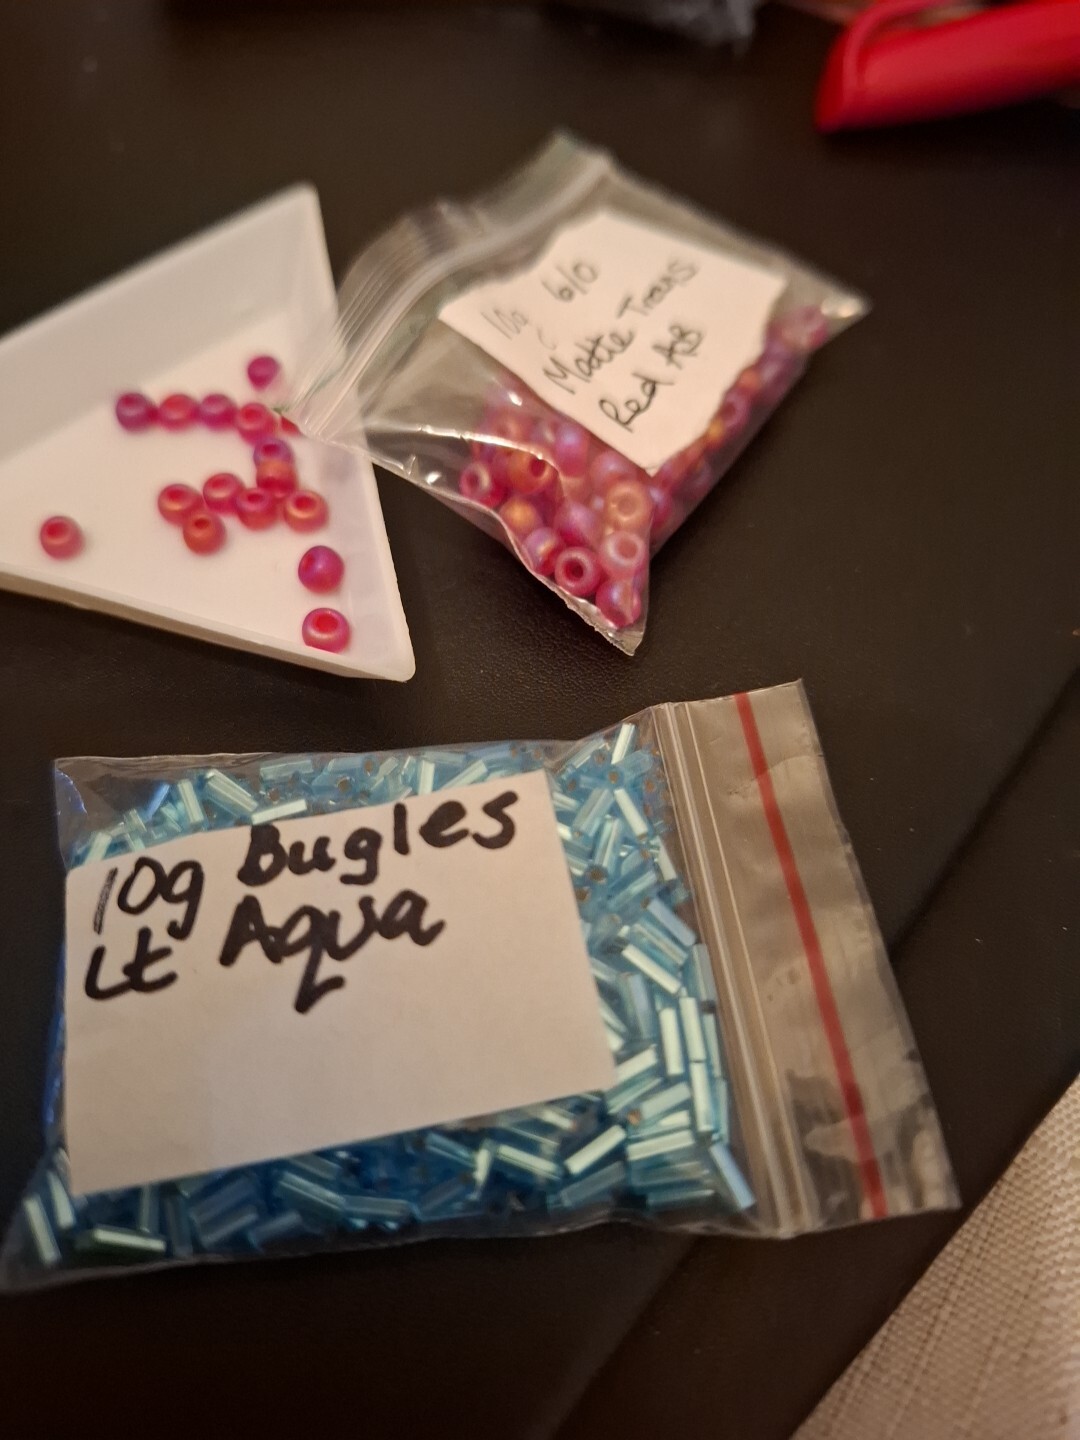 10g 6/0
Matte Trans
Red AB
10g Bugles
Lt Aqua